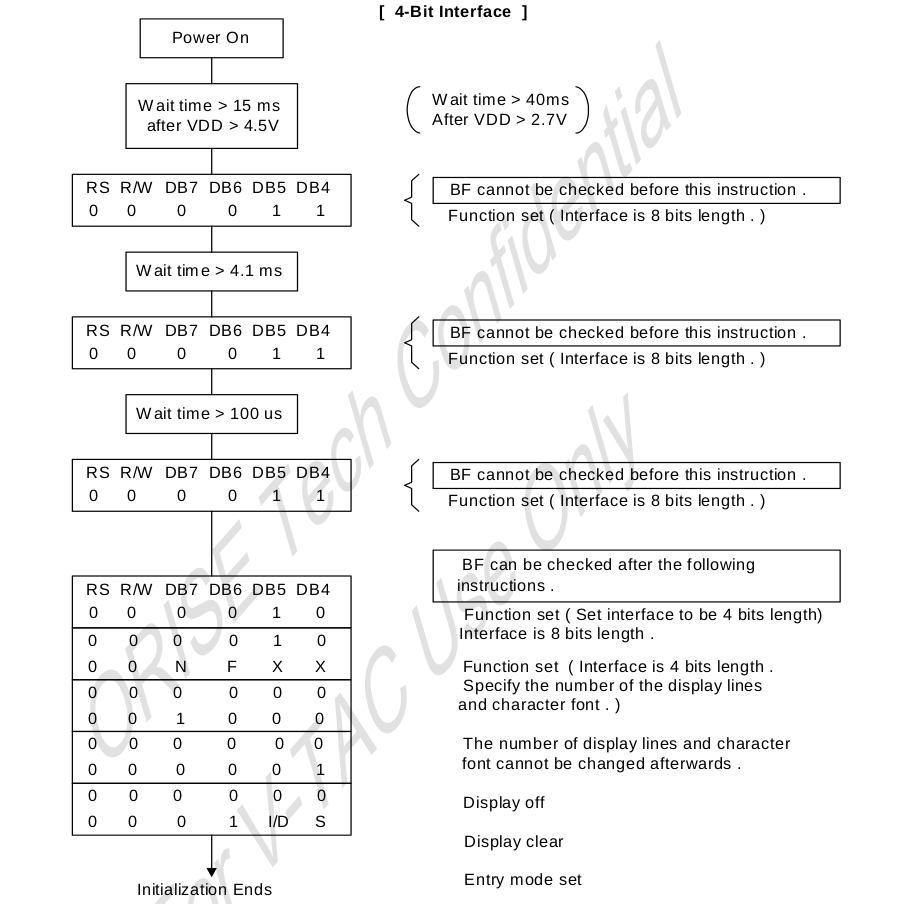 [ 4-Bit Interface ]
Power On
Wait time > 15 ms
after VDD > 4.5V
Wait time > 40ms
After VDD > 2.7V
RS R/W DB7 DB6 DB5 DB4
0 0 0 0 1 1
BF cannot be checked before this instruction .
Function set ( Interface is 8 bits length . )
Wait time > 4.1 ms
RS R/W DB7 DB6 DB5 DB4
0 0 0 0 1 1
BF cannot be checked before this instruction .
Function set ( Interface is 8 bits length . )
Wait time > 100 us
RS R/W DB7 DB6 DB5 DB4
0 0 0 0 1 1
BF cannot be checked before this instruction .
Function set ( Interface is 8 bits length . )
RS R/W DB7 DB6 DB5 DB4
0 0 0 0 1 0
0 0 0 0 1 0
0 0 N F X X
0 0 0 0 0 0
0 0 1 0 0 0
0 0 0 0 0 0
0 0 0 0 0 1
0 0 0 0 0 0
0 0 0 1 I/D S
Initialization Ends
BF can be checked after the following
instructions .
Function set ( Set interface to be 4 bits length)
Interface is 8 bits length .
Function set ( Interface is 4 bits length .
Specify the number of the display lines
and character font . )
The number of display lines and character
font cannot be changed afterwards .
Display off
Display clear
Entry mode set
ORISE Tech Confidential
For V-TAC Use Only